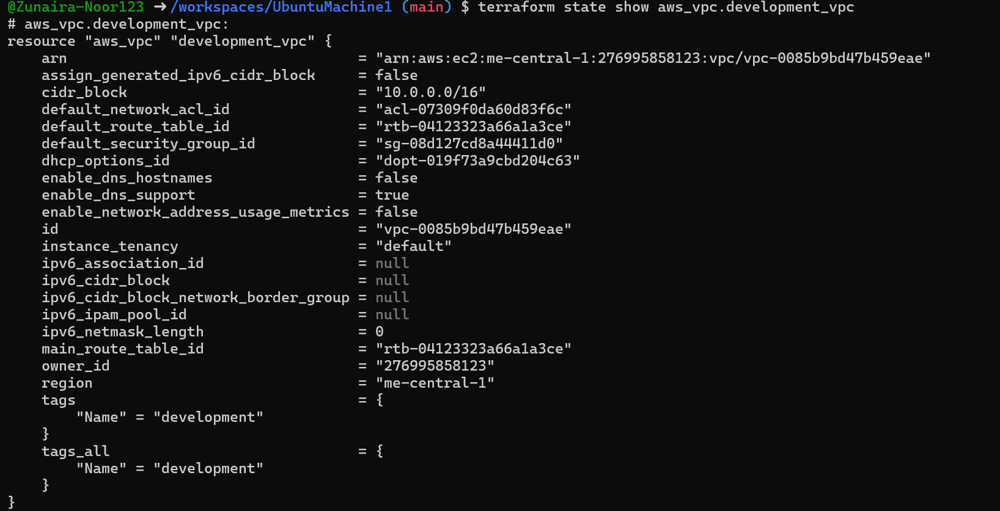 @Zunaira-Noor123 ➜ /workspaces/UbuntuMachine1 (main) $ terraform state show aws_vpc.development_vpc
# aws_vpc.development_vpc:
resource "aws_vpc" "development_vpc" {
    arn                                  = "arn:aws:ec2:me-central-1:276995858123:vpc/vpc-0085b9bd47b459eae"
    assign_generated_ipv6_cidr_block     = false
    cidr_block                           = "10.0.0.0/16"
    default_network_acl_id               = "acl-07309f0da60d83f6c"
    default_route_table_id               = "rtb-04123323a66a1a3ce"
    default_security_group_id            = "sg-08d127cd8a44411d0"
    dhcp_options_id                      = "dopt-019f73a9cbd204c63"
    enable_dns_hostnames                 = false
    enable_dns_support                   = true
    enable_network_address_usage_metrics = false
    id                                   = "vpc-0085b9bd47b459eae"
    instance_tenancy                     = "default"
    ipv6_association_id                  = null
    ipv6_cidr_block                      = null
    ipv6_cidr_block_network_border_group = null
    ipv6_ipam_pool_id                    = null
    ipv6_netmask_length                  = 0
    main_route_table_id                  = "rtb-04123323a66a1a3ce"
    owner_id                             = "276995858123"
    region                               = "me-central-1"
    tags                                 = {
        "Name" = "development"
    }
    tags_all                             = {
        "Name" = "development"
    }
}